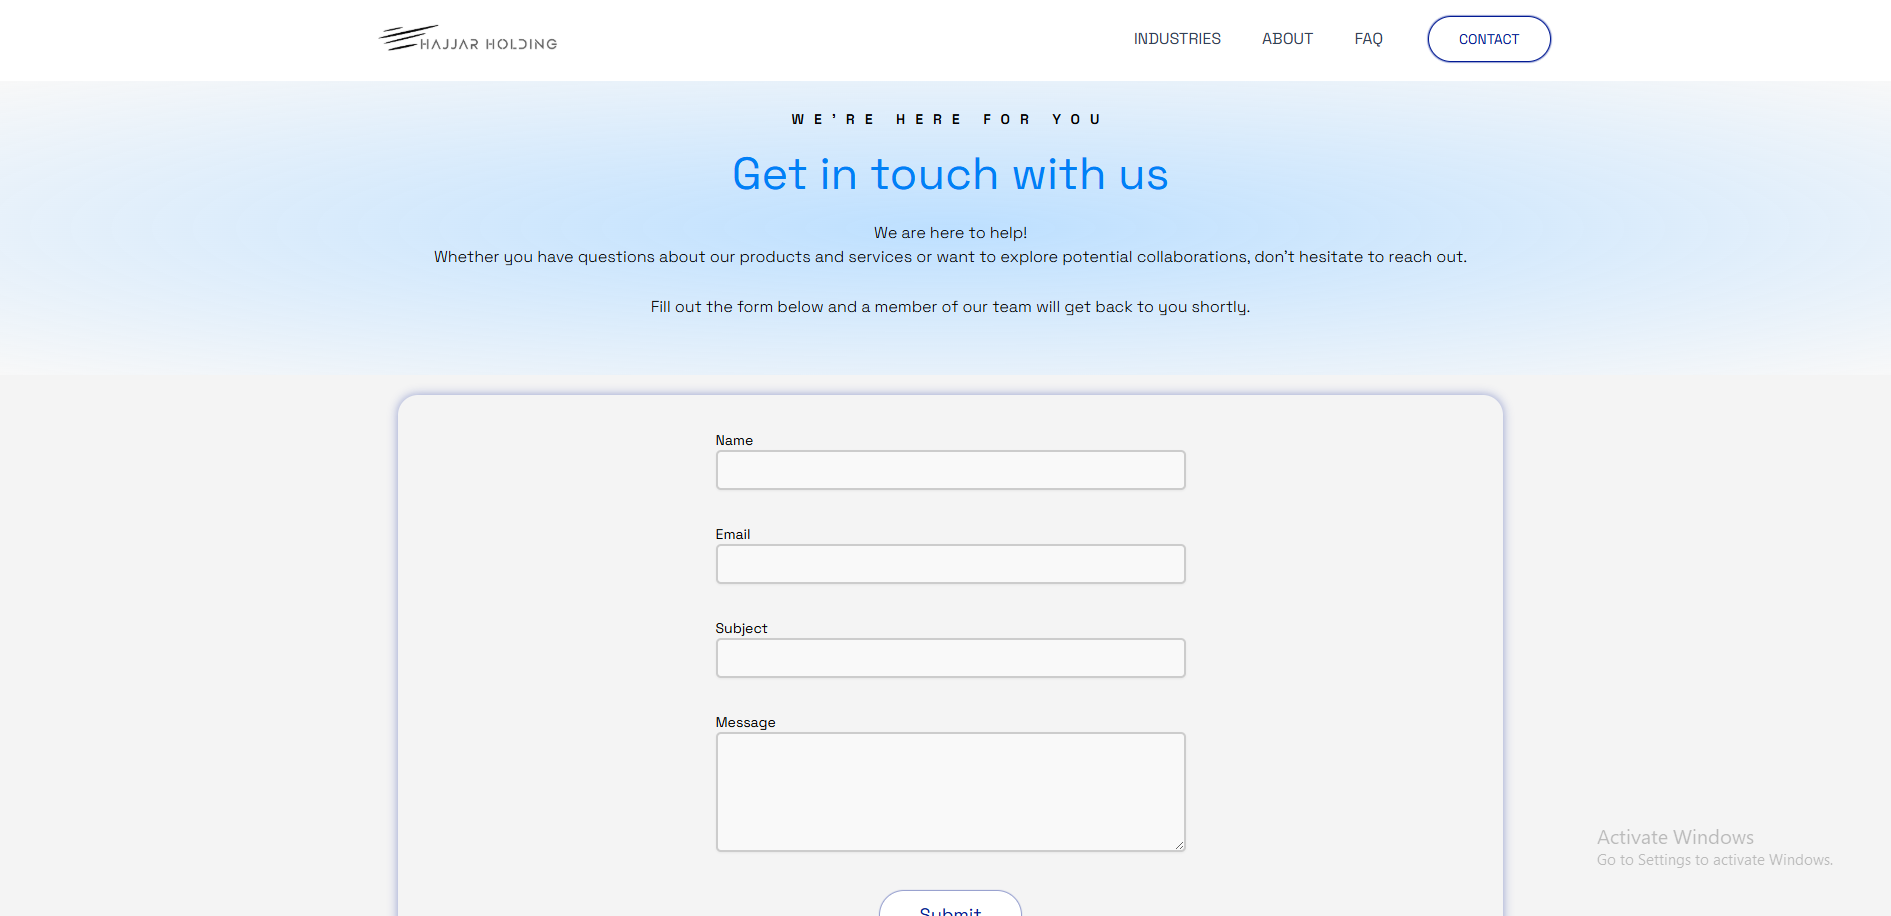 HAJJAR HOLDING
INDUSTRIES
ABOUT
FAQ
CONTACT
WE'RE HERE FOR YOU
Get in touch with us
We are here to help!
Whether you have questions about our products and services or want to explore potential collaborations, don't hesitate to reach out.
Fill out the form below and a member of our team will get back to you shortly.
Name
Email
Subject
Message
Submit
Activate Windows
Go to Settings to activate Windows.